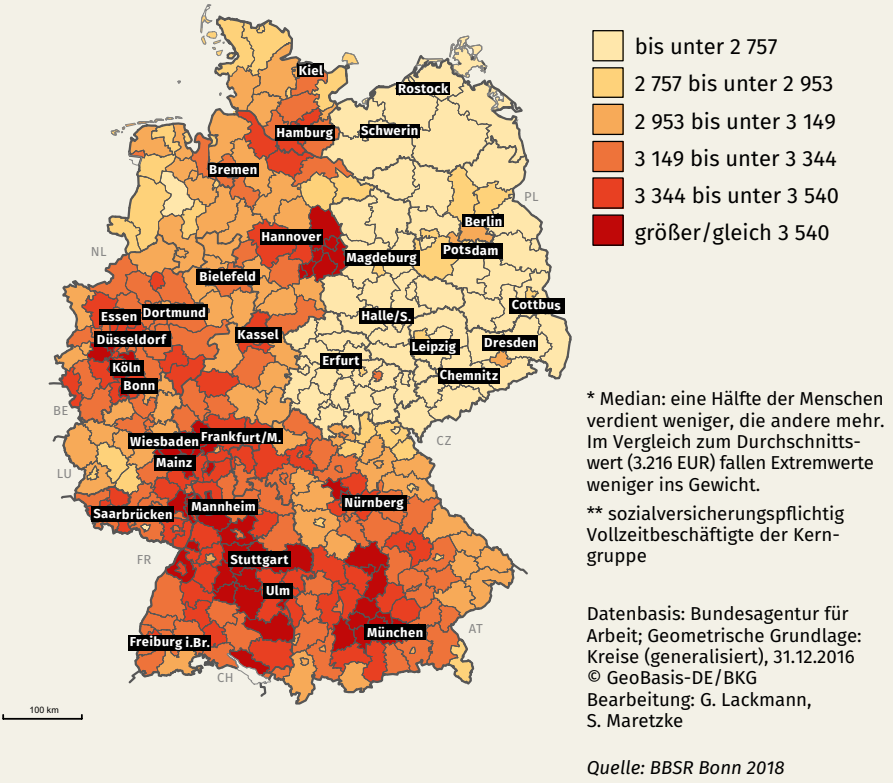 bis unter 2 757
2 757 bis unter 2 953
2 953 bis unter 3 149
3 149 bis unter 3 344
3 344 bis unter 3 540
größer/gleich 3 540
Kiel
Rostock
Hamburg
Schwerin
Bremen
PL
Berlin
Hannover
NL
Potsdam
Magdeburg
Bielefeld
Cottbus
Essen
Dortmund
Halle/S.
Kassel
Düsseldorf
Dresden
Leipzig
Erfurt
Köln
Chemnitz
Bonn
BE
Wiesbaden
Frankfurt/M.
CZ
Mainz
LU
Mannheim
Nürnberg
Saarbrücken
FR
Stuttgart
Ulm
AT
München
Freiburg i.Br.
CH
100 km
* Median: eine Hälfte der Menschen
verdient weniger, die andere mehr.
Im Vergleich zum Durchschnitts-
wert (3.216 EUR) fallen Extremwerte
weniger ins Gewicht.
** sozialversicherungspflichtig
Vollzeitbeschäftigte der Kern-
gruppe
Datenbasis: Bundesagentur für
Arbeit; Geometrische Grundlage:
Kreise (generalisiert), 31.12.2016
© GeoBasis-DE/BKG
Bearbeitung: G. Lackmann,
S. Maretzke
Quelle: BBSR Bonn 2018